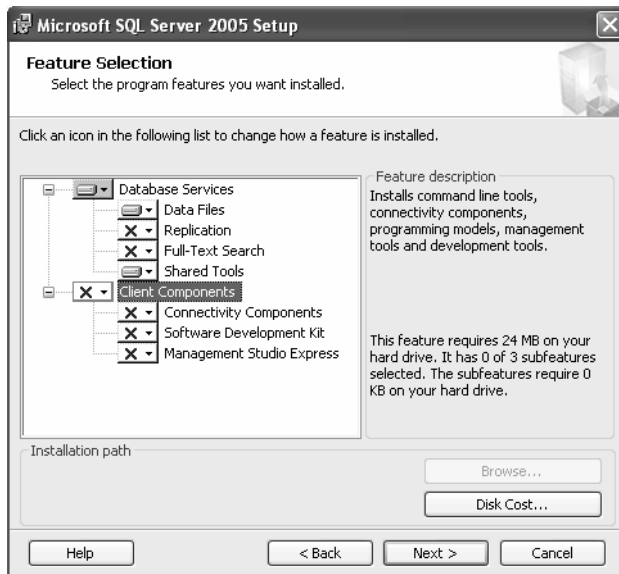 Microsoft SQL Server 2005 Setup
Feature Selection
Select the program features you want installed.
Click an icon in the following list to change how a feature is installed.
Database Services
Data Files
Replication
Full-Text Search
Shared Tools
Client Components
Connectivity Components
Software Development Kit
Management Studio Express
Feature description
Installs command line tools,
connectivity components,
programming models, management
tools and development tools.
This feature requires 24 MB on your
hard drive. It has 0 of 3 subfeatures
selected. The subfeatures require 0
KB on your hard drive.
Installation path
Browse...
Disk Cost...
Help
< Back
Next >
Cancel